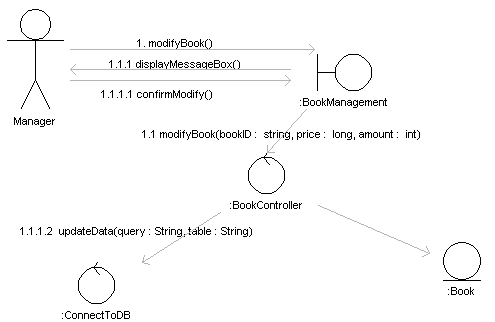 1. modifyBook()
1.1.1 displayMessageBox()
1.1.1.1 confirmModify()
Manager
:BookManagement
1.1 modifyBook(bookID : string, price : long, amount : int)
:BookController
1.1.1.2 updateData(query : String, table : String)
:Book
:ConnectToDB